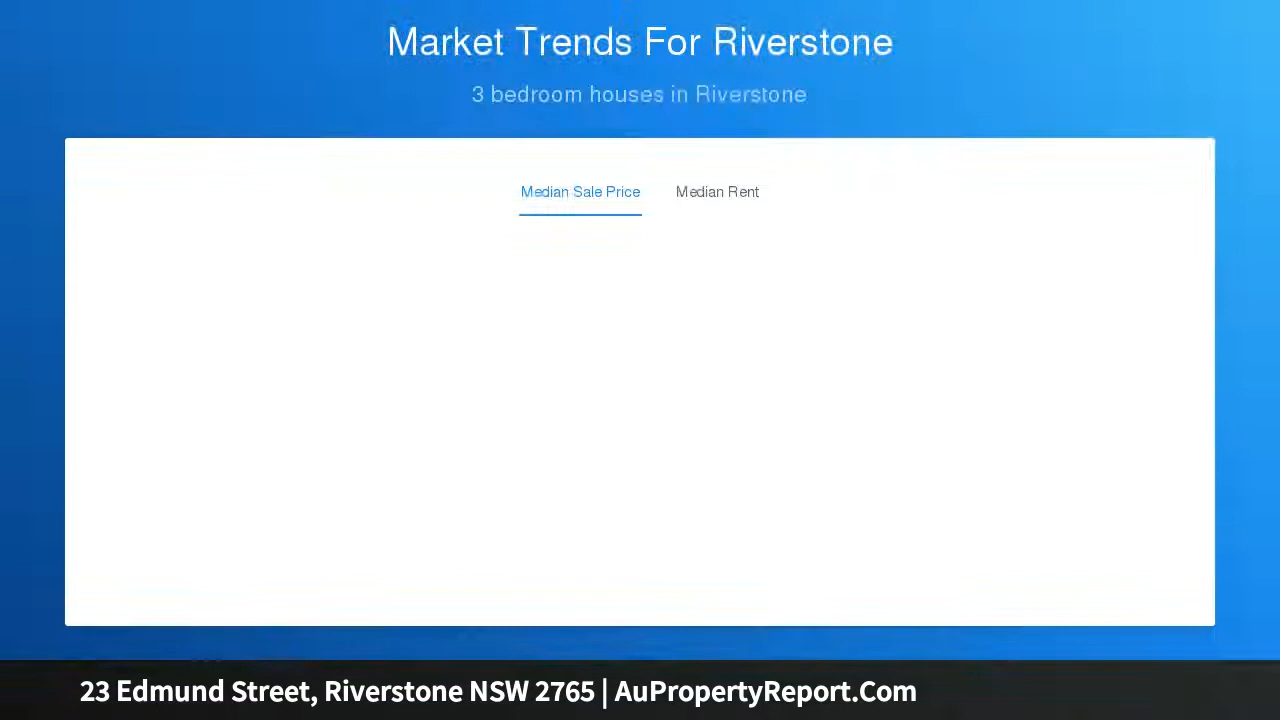 Market Trends For Riverstone
3 bedroom houses in Riverstone
Median Sale Price Median Rent
23 Edmund Street, Riverstone NSW 2765 | AuPropertyReport.Com